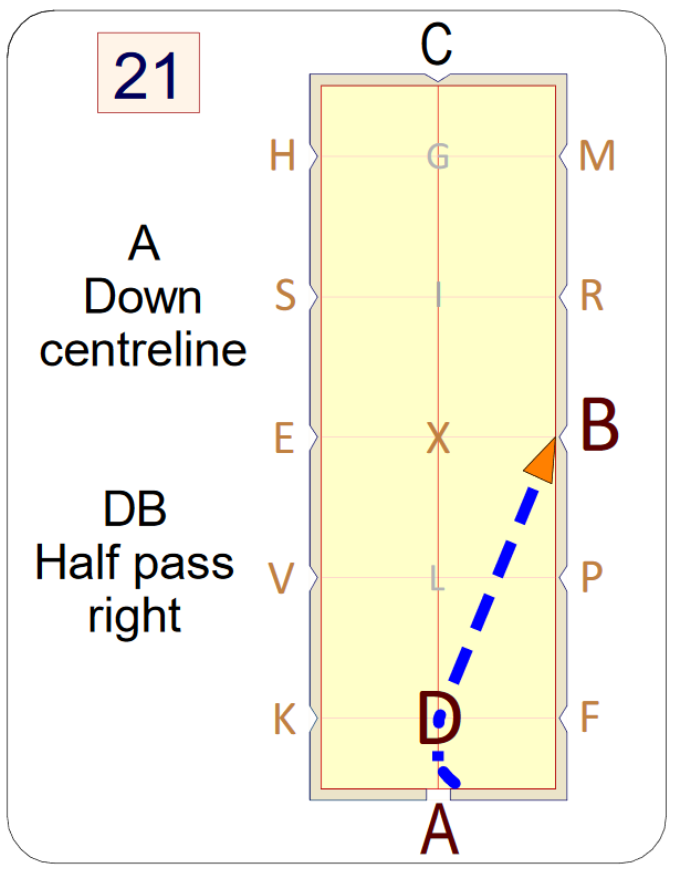 21
C
H G M
A
Down
centreline
S I R
E X B
DB
Half pass
right
V L P
K D F
A